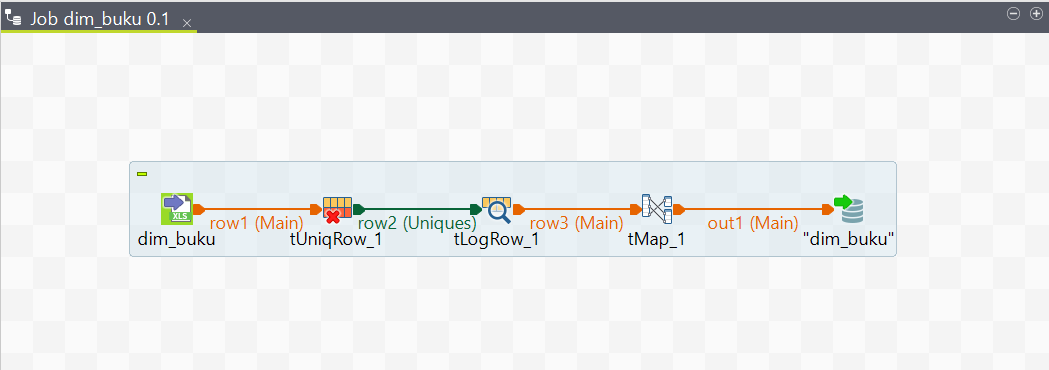 Job dim_buku 0.1
XLS
row1 (Main)
row2 (Uniques)
row3 (Main)
out1 (Main)
dim_buku
tUniqRow_1
tLogRow_1
tMap_1
"dim_buku"